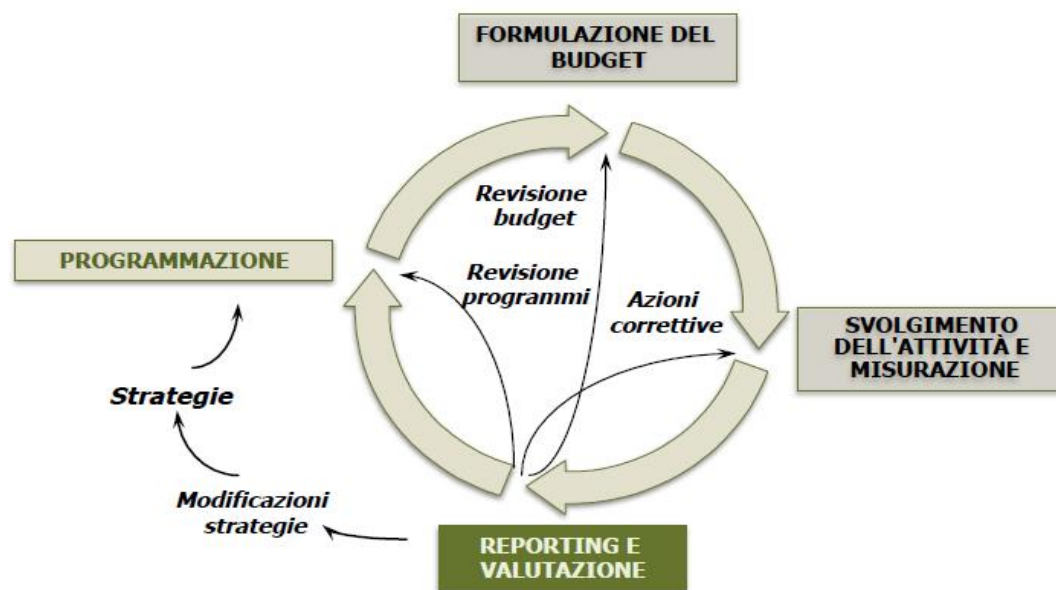 FORMULAZIONE DEL
BUDGET
Revisione
budget
PROGRAMMAZIONE
Revisione
programmi
Azioni
correttive
SVOLGIMENTO
DELL'ATTIVITÀ E
MISURAZIONE
Strategie
Modificazioni
strategie
REPORTING E
VALUTAZIONE